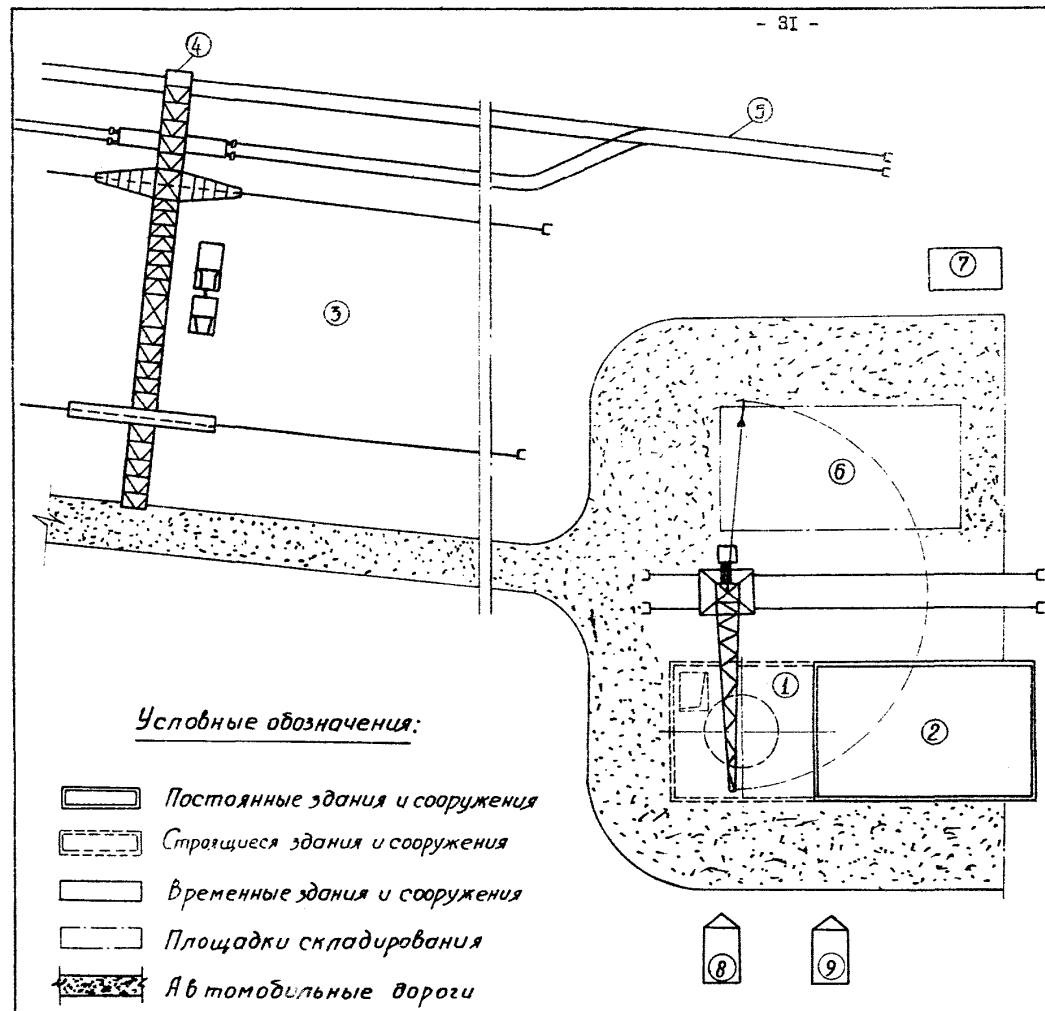 - 31 -
4
5
7
3
6
1
2
Условные обозначения:
Постоянные здания и сооружения
Строящиеся здания и сооружения
Временные здания и сооружения
Площадки складирования
Автомобильные дороги
8
9